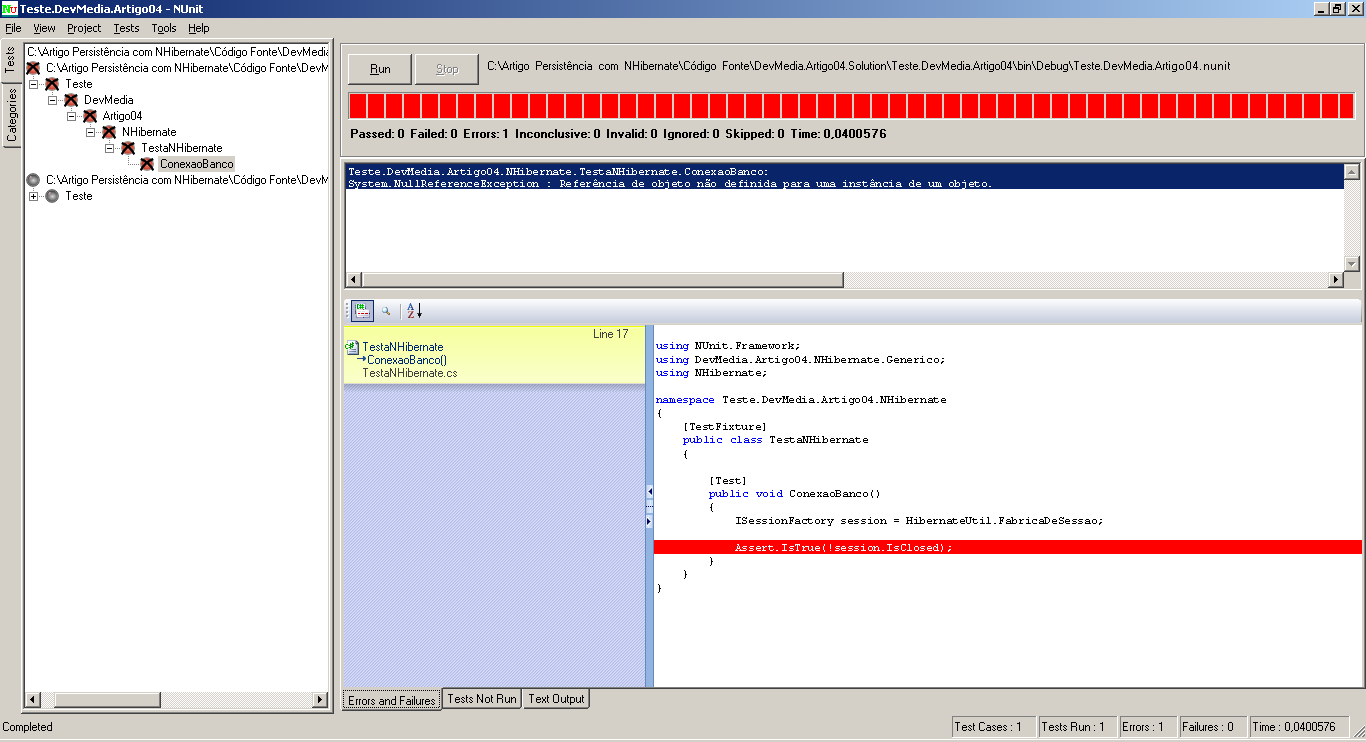 Teste.DevMedia.Artigo04 - NUnit
File View Project Tests Tools Help
Tests
Categories
C:\Artigo Persistência com NHibernate\Código Fonte\DevMedia
C:\Artigo Persistência com NHibernate\Código Fonte\DevM
Teste
DevMedia
Artigo04
NHibernate
TestaNHibernate
ConexaoBanco
C:\Artigo Persistência com NHibernate\Código Fonte\DevM
Teste
Run Stop C:\Artigo Persistência com NHibernate\Código Fonte\DevMedia.Artigo04.Solution\Teste.DevMedia.Artigo04\bin\Debug\Teste.DevMedia.Artigo04.nunit
Passed: 0 Failed: 0 Errors: 1 Inconclusive: 0 Invalid: 0 Ignored: 0 Skipped: 0 Time: 0,0400576
Teste.DevMedia.Artigo04.NHibernate.TestaNHibernate.ConexaoBanco:
System.NullReferenceException : Referência de objeto não definida para uma instância de um objeto.
Line 17
TestaNHibernate
ConexaoBanco()
TestaNHibernate.cs
using NUnit.Framework;
using DevMedia.Artigo04.NHibernate.Generico;
using NHibernate;
namespace Teste.DevMedia.Artigo04.NHibernate
{
[TestFixture]
public class TestaNHibernate
{
[Test]
public void ConexaoBanco()
{
ISessionFactory session = HibernateUtil.FabricaDeSessao;
Assert.IsTrue(!session.IsClosed);
}
}
}
Errors and Failures Tests Not Run Text Output
Completed Test Cases : 1 Tests Run : 1 Errors : 1 Failures : 0 Time : 0,0400576